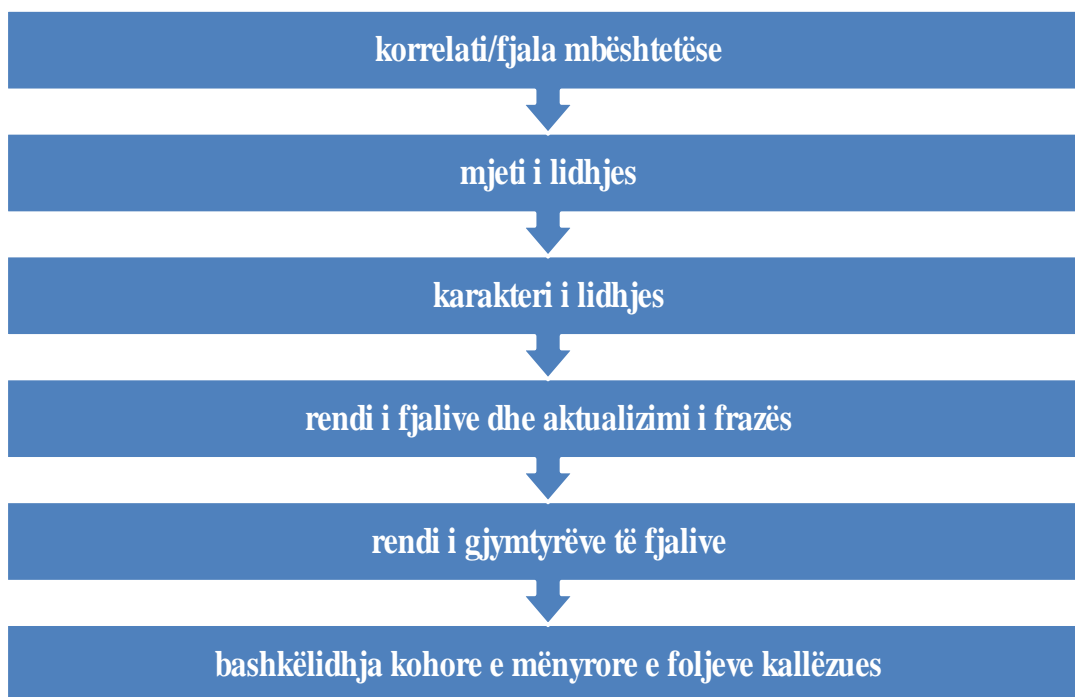 korrelati/fjala mbështetëse
mjeti i lidhjes
karakteri i lidhjes
rendi i fjalive dhe aktualizimi i frazës
rendi i gjymtyrëve të fjalive
bashkëlidhja kohore e mënyrore e foljeve kallëzues